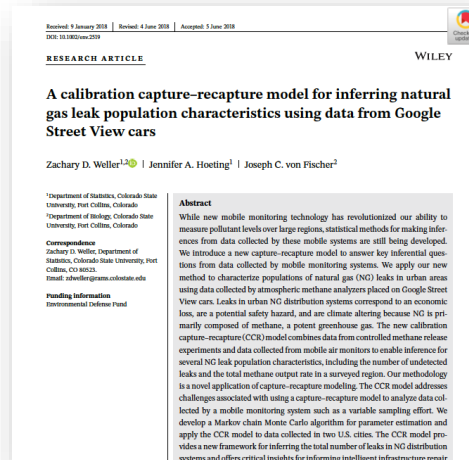 Received: 9 January 2018 | Revised: 4 June 2018 | Accepted: 5 June 2018
DOI: 10.1002/env.2519
RESEARCH ARTICLE
WILEY
Check
updat
A calibration capture–recapture model for inferring natural
gas leak population characteristics using data from Google
Street View cars
Zachary D. Weller1,2 | Jennifer A. Hoeting1 | Joseph C. von Fischer2
1Department of Statistics, Colorado State
University, Fort Collins, Colorado
2Department of Biology, Colorado State
University, Fort Collins, Colorado
Correspondence
Zachary D. Weller, Department of
Statistics, Colorado State University, Fort
Collins, CO 80523.
Email: zdweller@rams.colostate.edu
Funding information
Environmental Defense Fund
Abstract
While new mobile monitoring technology has revolutionized our ability to
measure pollutant levels over large regions, statistical methods for making infer-
ences from data collected by these mobile systems are still being developed.
We introduce a new capture–recapture model to answer key inferential ques-
tions from data collected by mobile monitoring systems. We apply our new
method to characterize populations of natural gas (NG) leaks in urban areas
using data collected by atmospheric methane analyzers placed on Google Street
View cars. Leaks in urban NG distribution systems correspond to an economic
loss, are a potential safety hazard, and are climate altering because NG is pri-
marily composed of methane, a potent greenhouse gas. The new calibration
capture–recapture (CCR) model combines data from controlled methane release
experiments and data collected from mobile air monitors to enable inference for
several NG leak population characteristics, including the number of undetected
leaks and the total methane output rate in a surveyed region. Our methodology
is a novel application of capture–recapture modeling. The CCR model addresses
challenges associated with using a capture–recapture model to analyze data col-
lected by a mobile monitoring system such as a variable sampling effort. We
develop a Markov chain Monte Carlo algorithm for parameter estimation and
apply the CCR model to data collected in two U.S. cities. The CCR model pro-
vides a new framework for inferring the total number of leaks in NG distribution
systems and offers critical insights for informing intelligent infrastructure repair